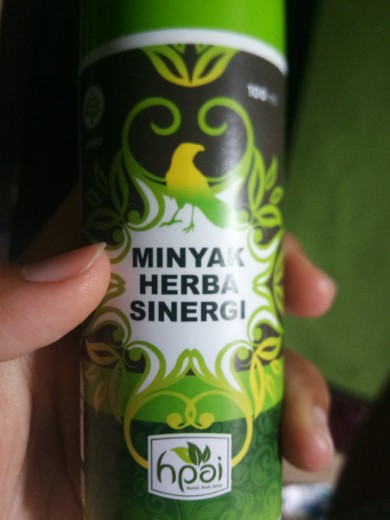 100 ml
MINYAK
HERBA
SINERGI
hpai